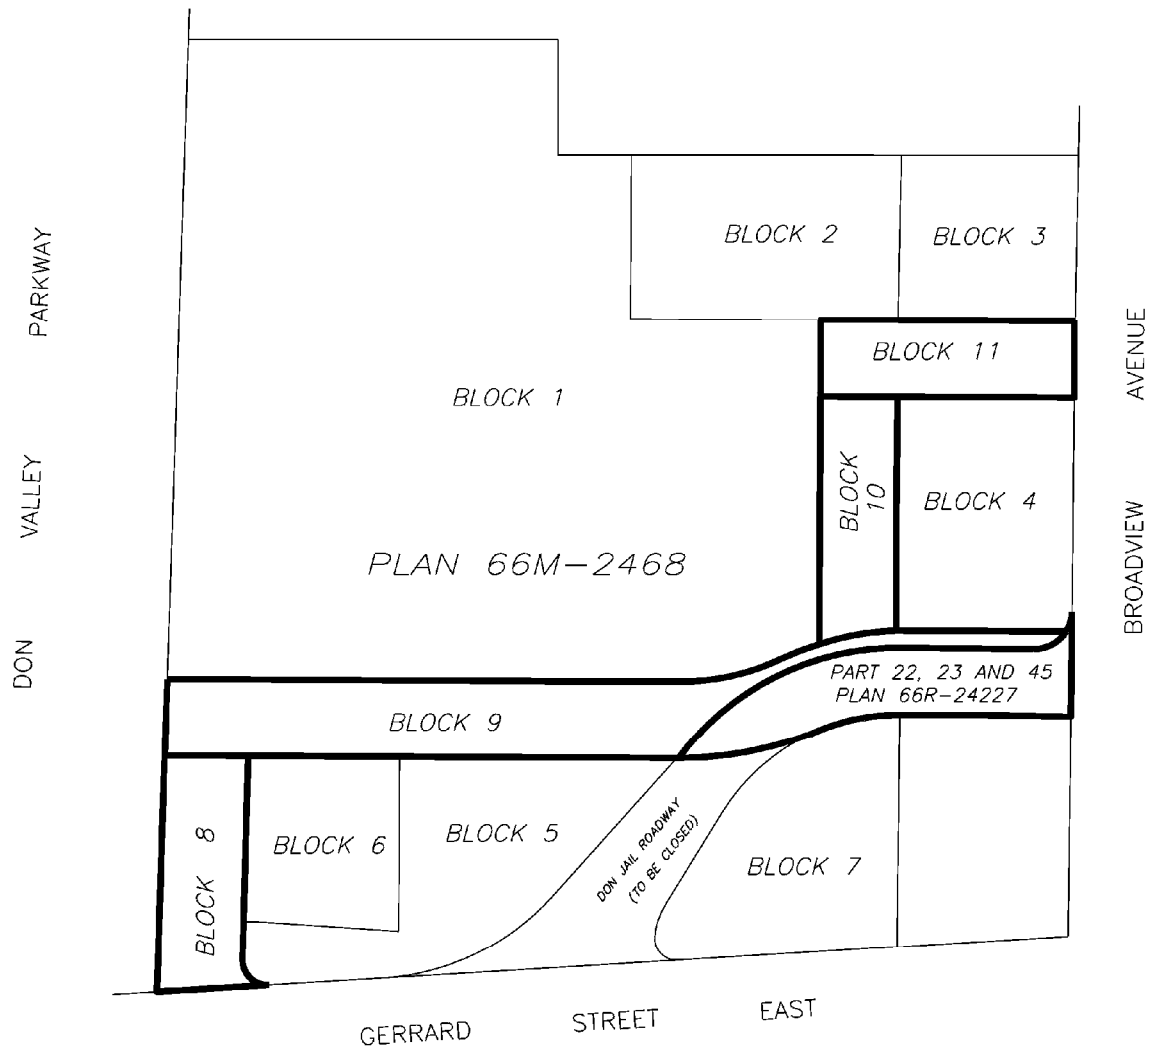 BLOCK 2
BLOCK 3
DON VALLEY PARKWAY
BLOCK 11
BROADVIEW AVENUE
BLOCK 1
BLOCK
10
BLOCK 4
PLAN 66M-2468
PART 22, 23 AND 45
PLAN 66R-24227
BLOCK 9
BLOCK 8
BLOCK 6
BLOCK 5
DON JAIL ROADWAY
(TO BE CLOSED)
BLOCK 7
GERRARD STREET EAST